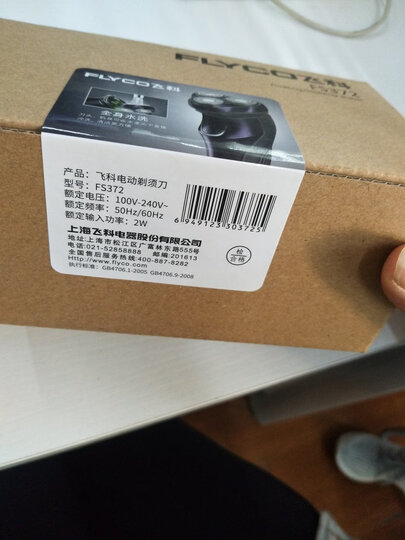 FLYCO飞科
FS372
FLYCO飞科
全身水洗
产品：飞科电动剃须刀
型号：FS372
额定电压：100V-240V~
额定频率：50Hz/60Hz
额定输入功率：2W
6949123303725
上海飞科电器股份有限公司
地址：上海市松江区广富林东路555号
电话：021-52858888 邮编：201613
全国售后服务热线：400-887-8282
执行标准：GB4706.1-2005 GB4706.9-2008
检
合格